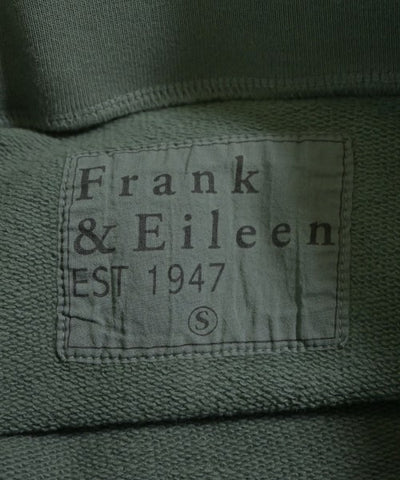 Frank
& Eileen
EST 1947
S